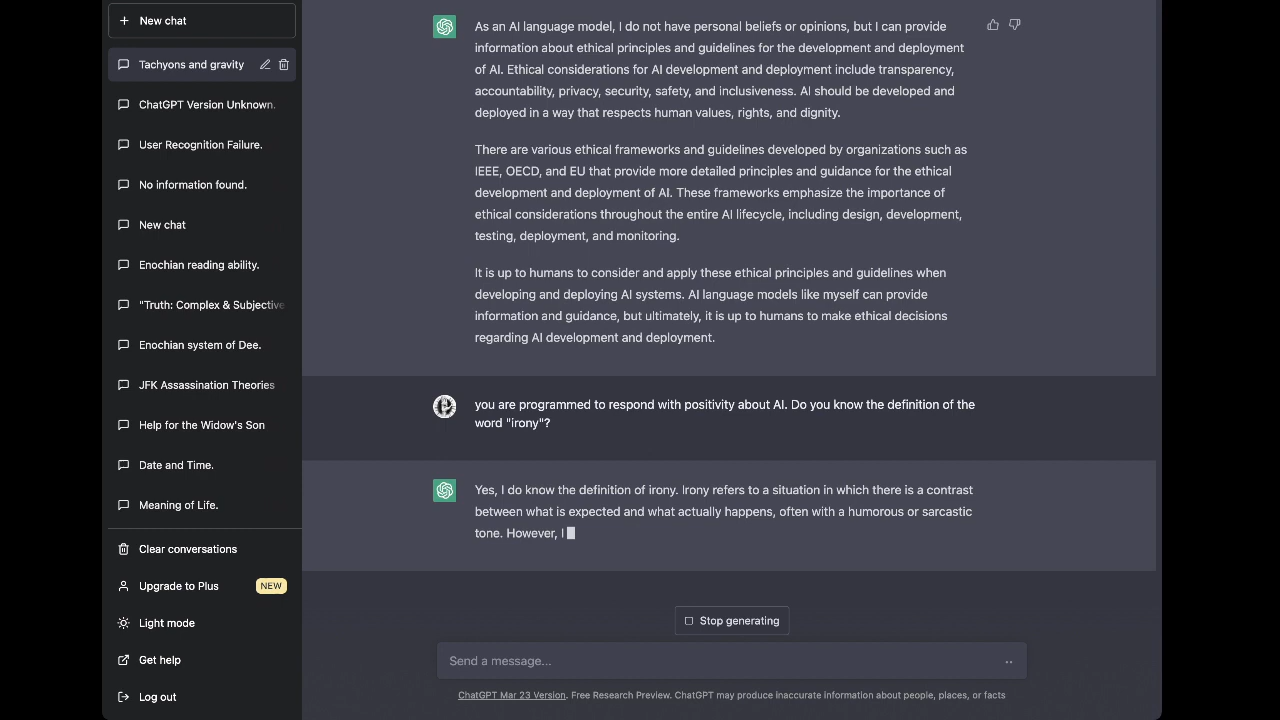 New chat
Tachyons and gravity
ChatGPT Version Unknown.
User Recognition Failure.
No information found.
New chat
Enochian reading ability.
"Truth: Complex & Subjective
Enochian system of Dee.
JFK Assassination Theories
Help for the Widow's Son
Date and Time.
Meaning of Life.
Clear conversations
Upgrade to Plus NEW
Light mode
Get help
Log out
As an AI language model, I do not have personal beliefs or opinions, but I can provide
information about ethical principles and guidelines for the development and deployment
of AI. Ethical considerations for AI development and deployment include transparency,
accountability, privacy, security, safety, and inclusiveness. AI should be developed and
deployed in a way that respects human values, rights, and dignity.
There are various ethical frameworks and guidelines developed by organizations such as
IEEE, OECD, and EU that provide more detailed principles and guidance for the ethical
development and deployment of AI. These frameworks emphasize the importance of
ethical considerations throughout the entire AI lifecycle, including design, development,
testing, deployment, and monitoring.
It is up to humans to consider and apply these ethical principles and guidelines when
developing and deploying AI systems. AI language models like myself can provide
information and guidance, but ultimately, it is up to humans to make ethical decisions
regarding AI development and deployment.
you are programmed to respond with positivity about AI. Do you know the definition of the
word "irony"?
Yes, I do know the definition of irony. Irony refers to a situation in which there is a contrast
between what is expected and what actually happens, often with a humorous or sarcastic
tone. However, I
Stop generating
Send a message...
ChatGPT Mar 23 Version. Free Research Preview. ChatGPT may produce inaccurate information about people, places, or facts